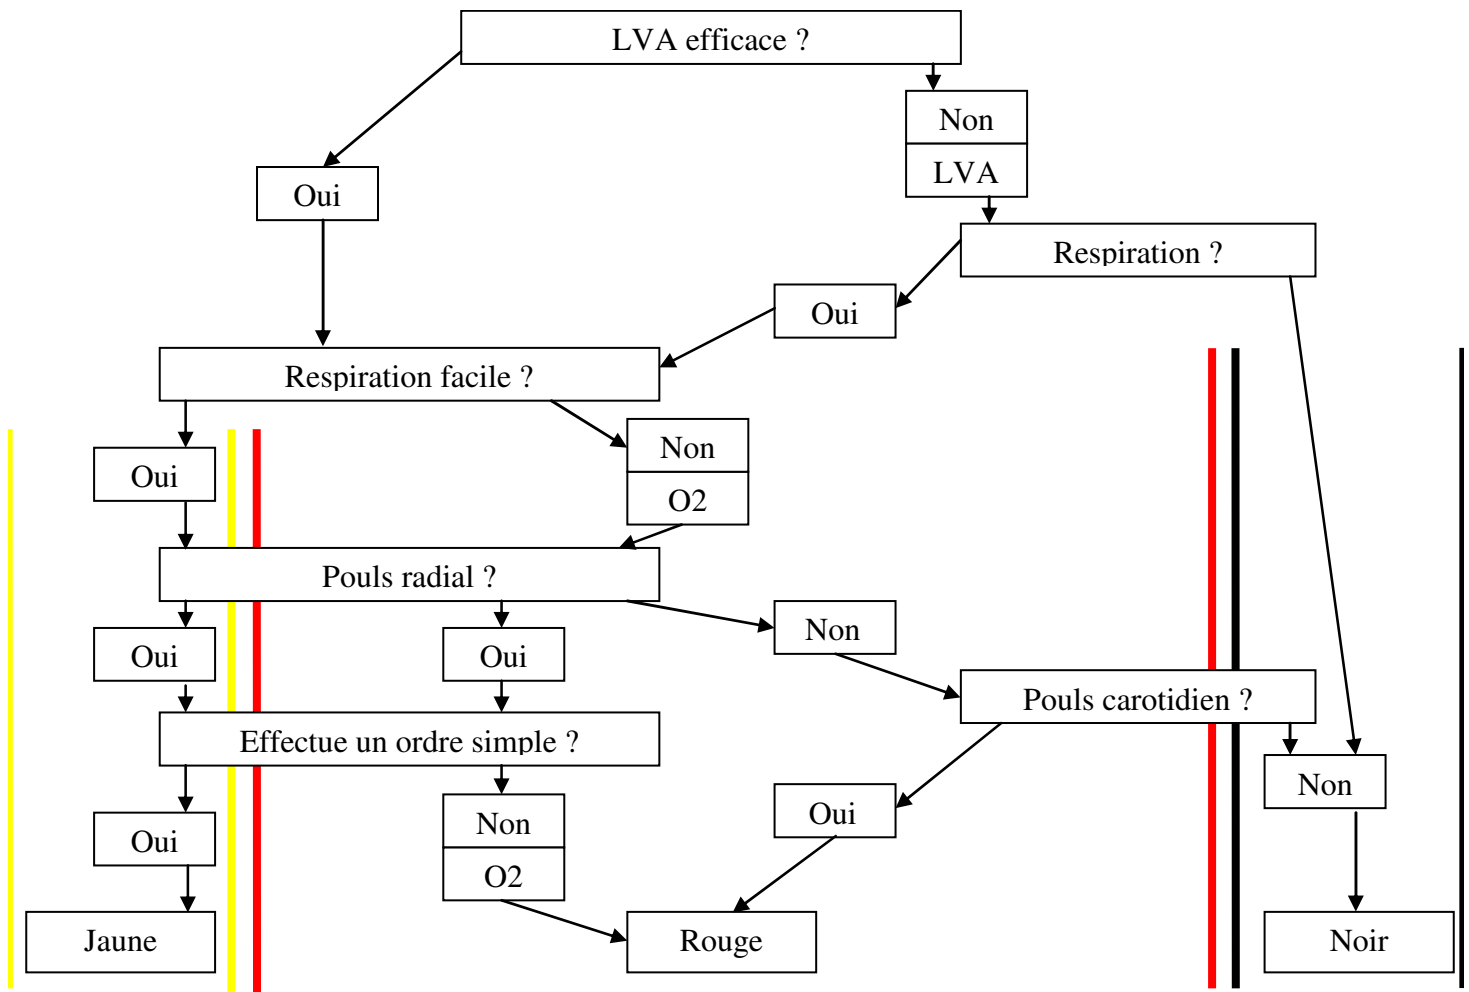 LVA efficace ?
Non
LVA
Oui
Respiration ?
Oui
Respiration facile ?
Non
Oui
O2
Pouls radial ?
Oui
Oui
Non
Pouls carotidien ?
Effectue un ordre simple ?
Non
Oui
Non
Oui
O2
Jaune
Rouge
Noir